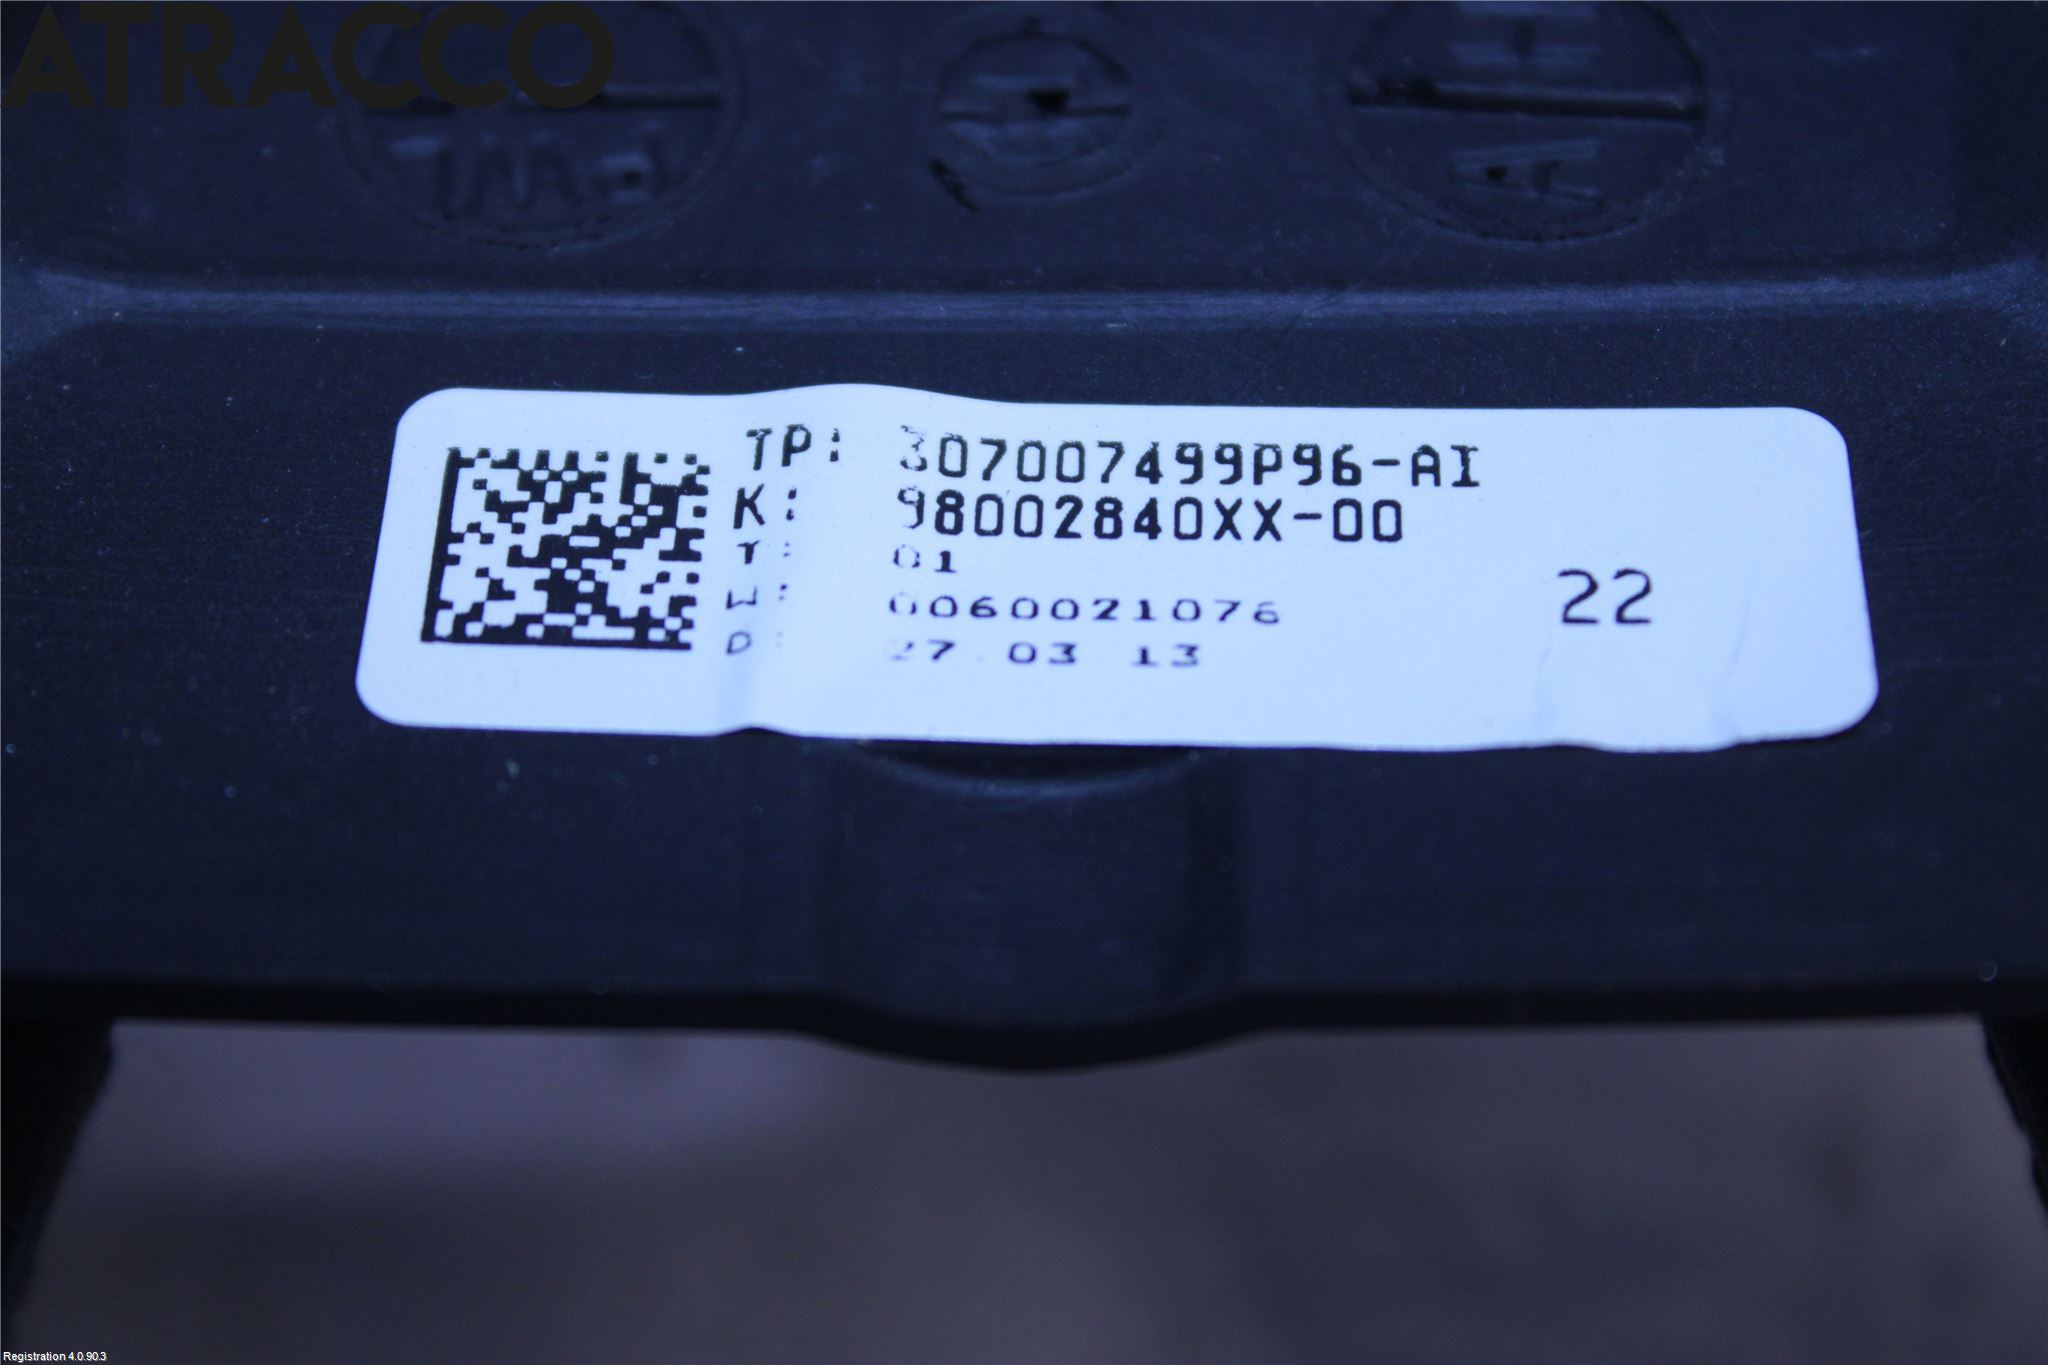 ATRACCO
TP: 307007499P96-AI
K: 98002840XX-00
T: 01
W: 0060021076
22
D: 27.03.13
Registration 4.0.90.3